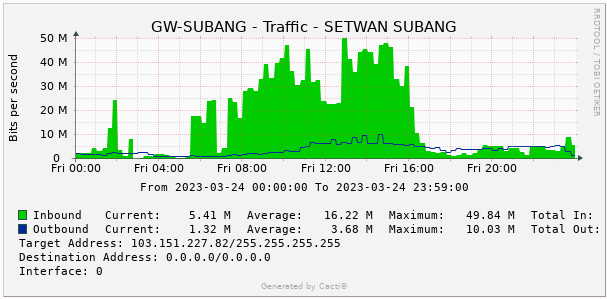 GW-SUBANG - Traffic - SETWAN SUBANG
RRDTOOL / TOBI OETIKER
Bits per second
50 M
40 M
30 M
20 M
10 M
0
Fri 00:00 Fri 04:00 Fri 08:00 Fri 12:00 Fri 16:00 Fri 20:00
From 2023-03-24 00:00:00 To 2023-03-24 23:59:00
Inbound Current: 5.41 M Average: 16.22 M Maximum: 49.84 M Total In:
Outbound Current: 1.32 M Average: 3.68 M Maximum: 10.03 M Total Out:
Target Address: 103.151.227.82/255.255.255.255
Destination Address: 0.0.0.0/0.0.0.0
Interface: 0
Generated by Cacti®